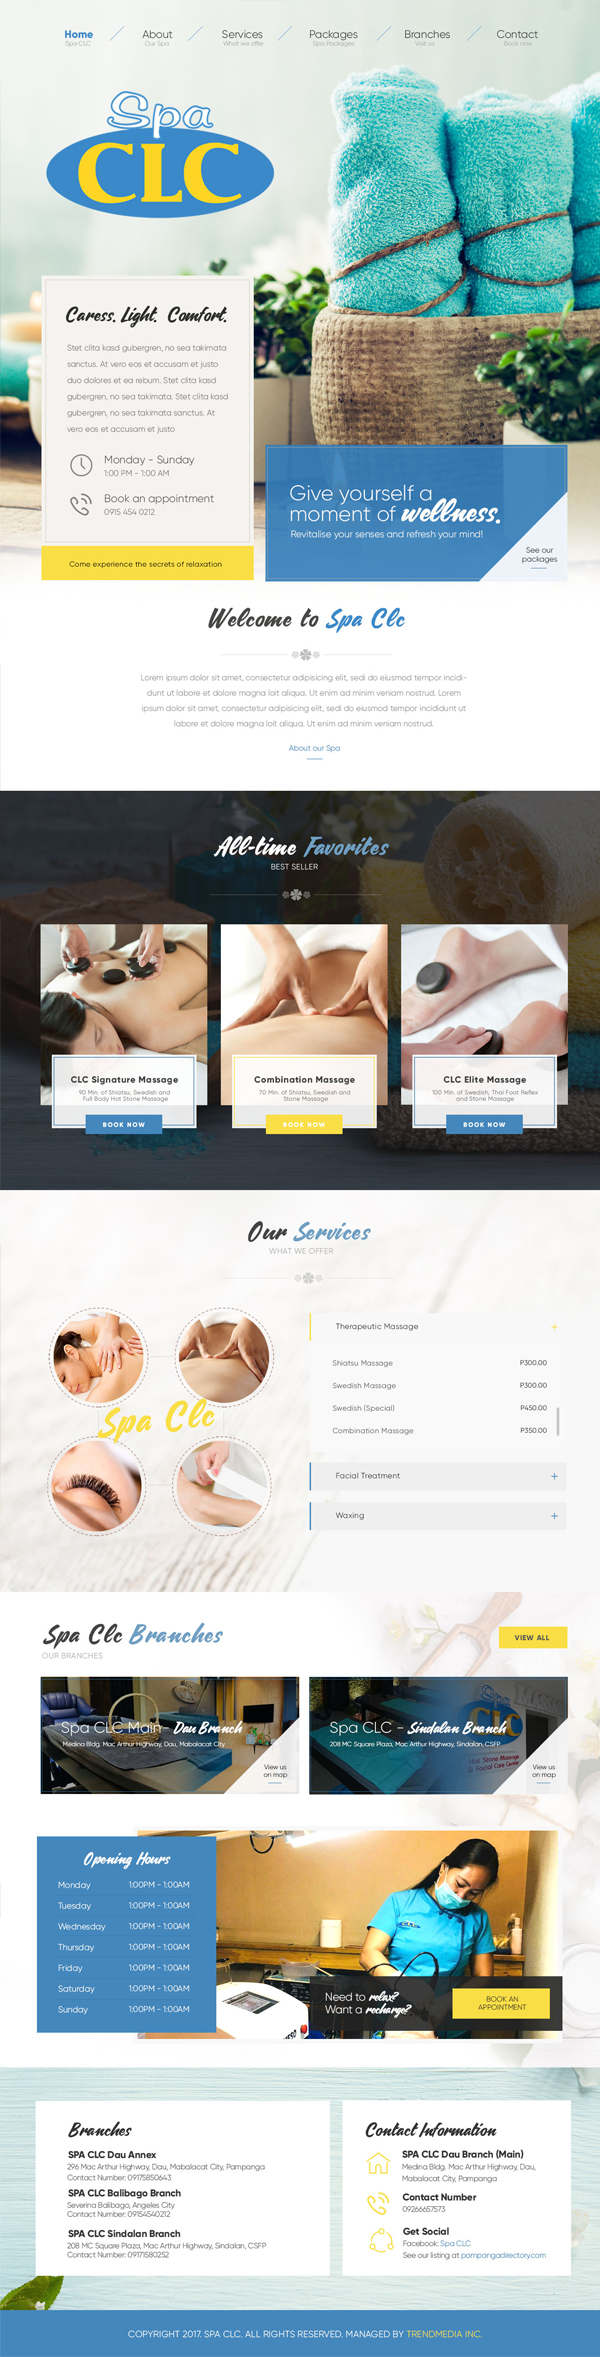 Home
Spa CLC
About
Our Spa
Services
What we offer
Packages
Spa Packages
Branches
Visit us
Contact
Book now
Spa
CLC
Caress. Light. Comfort.
Stet clita kasd gubergren, no sea takimata
sanctus. At vero eos et accusam et justo
duo dolores et ea rebum. Stet clita kasd
gubergren, no sea takimata. Stet clita kasd
gubergren, no sea takimata sanctus. At
vero eos et accusam et justo
Monday - Sunday
1:00 PM - 1:00 AM
Book an appointment
0915 454 0212
Come experience the secrets of relaxation
Give yourself a
moment of wellness.
Revitalise your senses and refresh your mind!
See our
packages
Welcome to Spa Clc
Lorem ipsum dolor sit amet, consectetur adipisicing elit, sedi do eiusmod tempor incidi-
dunt ut labore et dolore magna loit aliqua. Ut enim ad minim veniam nostrud. Lorem
ipsum dolor sit amet, consectetur adipisicing elit, sedi do eiusmod tempor incididunt ut
labore et dolore magna loit aliqua. Ut enim ad minim veniam nostrud.
About our Spa
All-time Favorites
BEST SELLER
CLC Signature Massage
90 Min. of Shiatsu, Swedish and
Full Body Hot Stone Massage
BOOK NOW
Combination Massage
70 Min. of Shiatsu, Swedish and
Stone Massage
BOOK NOW
CLC Elite Massage
100 Min. of Swedish, Thai Foot Reflex
and Stone Massage
BOOK NOW
Our Services
WHAT WE OFFER
Spa Clc
Therapeutic Massage +
Shiatsu Massage P300.00
Swedish Massage P300.00
Swedish (Special) P450.00
Combination Massage P350.00
Facial Treatment +
Waxing +
Spa Clc Branches
OUR BRANCHES
VIEW ALL
Spa CLC Main - Dau Branch
Medina Bldg. Mac Arthur Highway, Dau, Mabalacat City
View us
on map
Spa CLC - Sindalan Branch
208 MC Square Plaza, Mac Arthur Highway, Sindalan, CSFP
Spa
CLC
Hot Stone Massage
& Facial Care Center
View us
on map
Opening Hours
Monday 1:00PM - 1:00AM
Tuesday 1:00PM - 1:00AM
Wednesday 1:00PM - 1:00AM
Thursday 1:00PM - 1:00AM
Friday 1:00PM - 1:00AM
Saturday 1:00PM - 1:00AM
Sunday 1:00PM - 1:00AM
CLC
Need to relax?
Want a recharge?
BOOK AN
APPOINTMENT
Branches
SPA CLC Dau Annex
296 Mac Arthur Highway, Dau, Mabalacat City, Pampanga
Contact Number: 09175850643
SPA CLC Balibago Branch
Severina Balibago, Angeles City
Contact Number: 09154540212
SPA CLC Sindalan Branch
208 MC Square Plaza, Mac Arthur Highway, Sindalan, CSFP
Contact Number: 09171580252
Contact Information
SPA CLC Dau Branch (Main)
Medina Bldg. Mac Arthur Highway, Dau,
Mabalacat City, Pampanga
Contact Number
09266657573
Get Social
Facebook: Spa CLC
See our listing at pampangadirectory.com
COPYRIGHT 2017. SPA CLC. ALL RIGHTS RESERVED. MANAGED BY TRENDMEDIA INC.